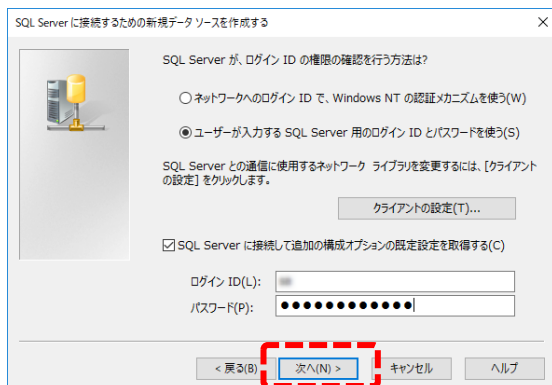 SQL Server に接続するための新規データ ソースを作成する
SQL Server が、ログイン ID の権限の確認を行う方法は?
ネットワークへのログイン ID で、Windows NT の認証メカニズムを使う(W)
ユーザーが入力する SQL Server 用のログイン ID とパスワードを使う(S)
SQL Server との通信に使用するネットワーク ライブラリを変更するには、[クライアント
の設定] をクリックします。
クライアントの設定(T)...
SQL Server に接続して追加の構成オプションの既定設定を取得する(C)
ログイン ID(L):
パスワード(P): ●●●●●●●●●●●●
< 戻る(B)
次へ(N) >
キャンセル
ヘルプ